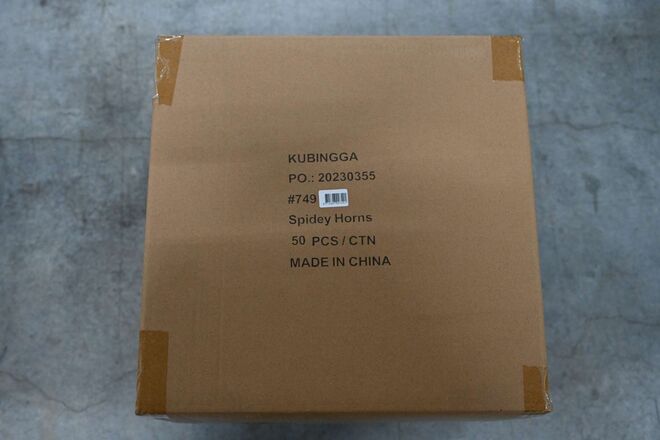 KUBINGGA
PO.: 20230355
#749
Spidey Horns
50 PCS / CTN
MADE IN CHINA